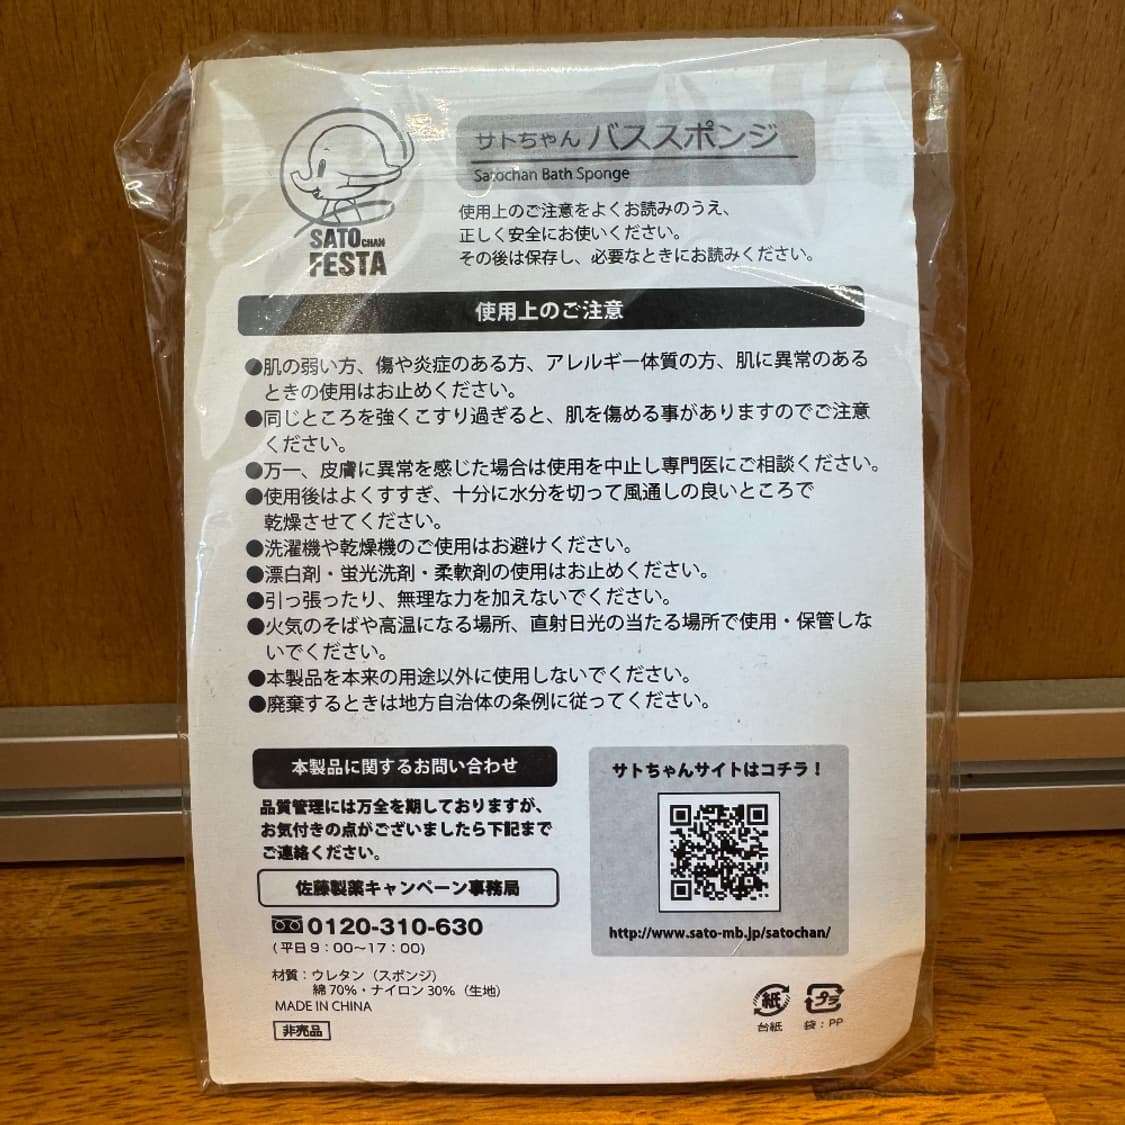 SATO CHAN
FESTA
サトちゃん バススポンジ
Satochan Bath Sponge
使用上のご注意をよくお読みのうえ、
正しく安全にお使いください。
その後は保存し、必要なときにお読みください。
使用上のご注意
●肌の弱い方、傷や炎症のある方、アレルギー体質の方、肌に異常のある
ときの使用はお止めください。
●同じところを強くこすり過ぎると、肌を傷める事がありますのでご注意
ください。
●万一、皮膚に異常を感じた場合は使用を中止し専門医にご相談ください。
●使用後はよくすすぎ、十分に水分を切って風通しの良いところで
乾燥させてください。
●洗濯機や乾燥機のご使用はお避けください。
●漂白剤・蛍光洗剤・柔軟剤の使用はお止めください。
●引っ張ったり、無理な力を加えないでください。
●火気のそばや高温になる場所、直射日光の当たる場所で使用・保管しな
いでください。
●本製品を本来の用途以外に使用しないでください。
●廃棄するときは地方自治体の条例に従ってください。
本製品に関するお問い合わせ
品質管理には万全を期しておりますが、
お気付きの点がございましたら下記まで
ご連絡ください。
佐藤製薬キャンペーン事務局
0120-310-630
(平日9：00〜17：00)
材質：ウレタン（スポンジ）
綿70%・ナイロン30%（生地）
MADE IN CHINA
非売品
サトちゃんサイトはコチラ！
http://www.sato-mb.jp/satochan/
紙
台紙
プラ
袋：PP